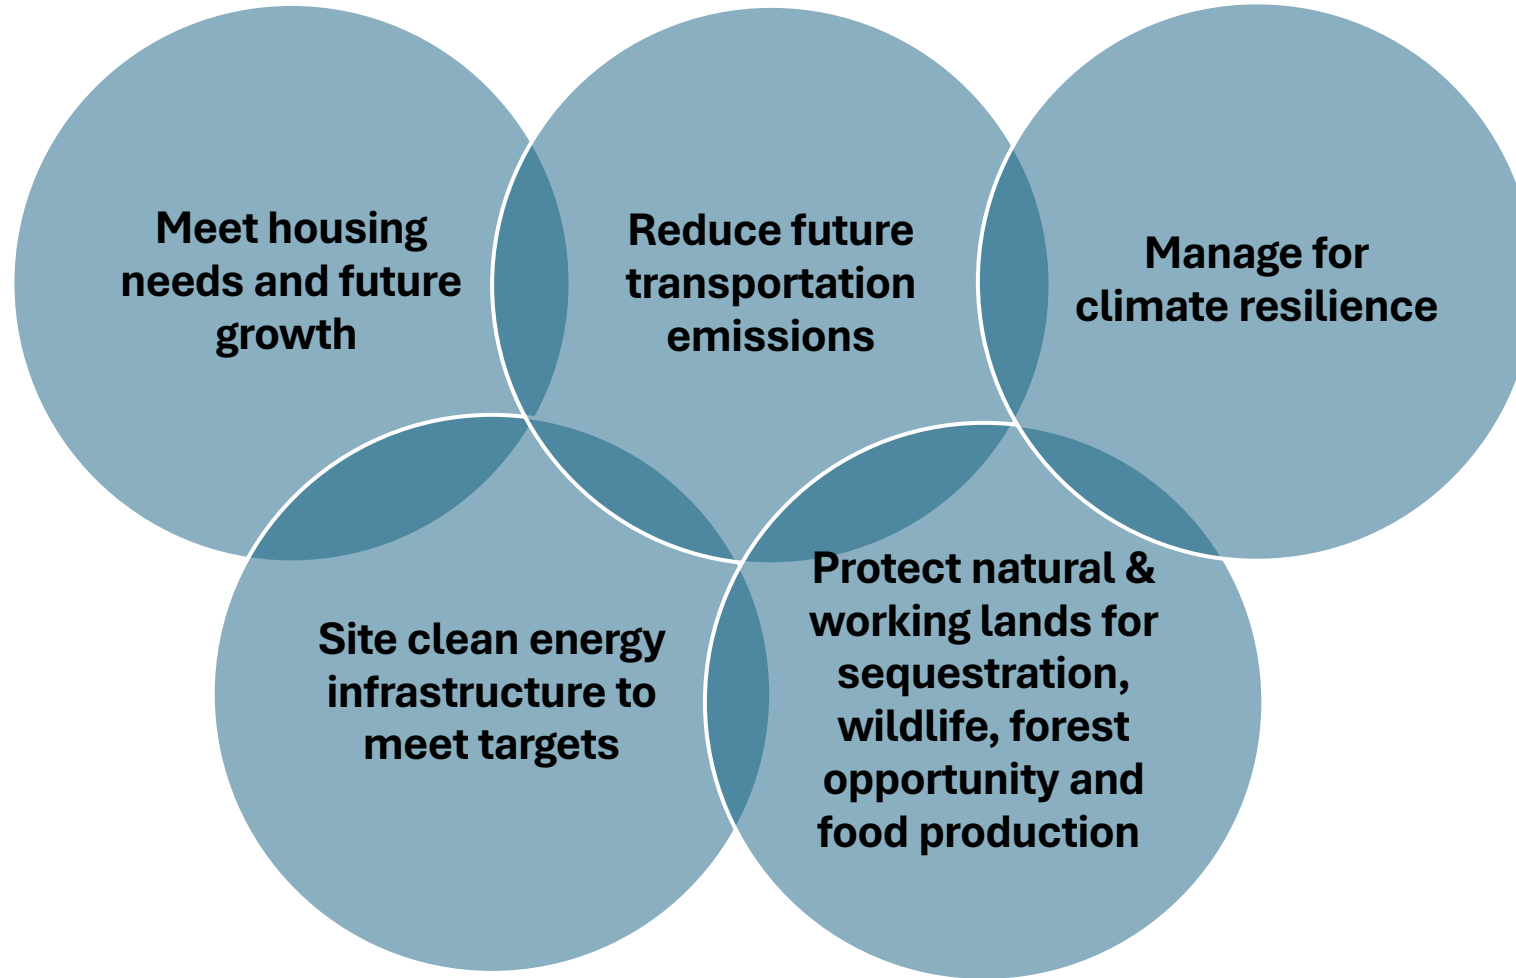 Meet housing
needs and future
growth
Reduce future
transportation
emissions
Manage for
climate resilience
Site clean energy
infrastructure to
meet targets
Protect natural &
working lands for
sequestration,
wildlife, forest
opportunity and
food production